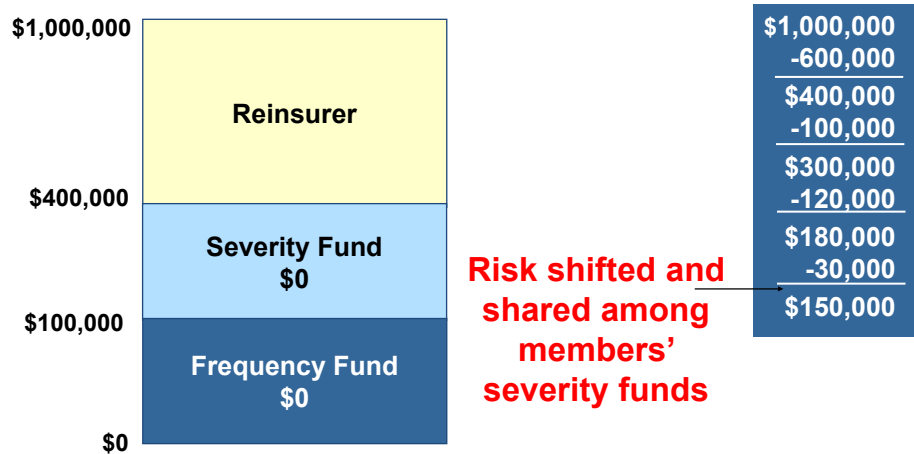 $1,000,000
Reinsurer
$400,000
Severity Fund
$0
$100,000
Frequency Fund
$0
$0
Risk shifted and
shared among
members’
severity funds
$1,000,000
-600,000
$400,000
-100,000
$300,000
-120,000
$180,000
-30,000
$150,000